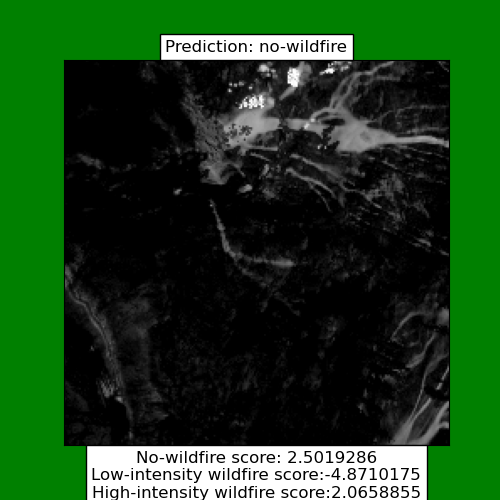 Prediction: no-wildfire
No-wildfire score: 2.5019286
Low-intensity wildfire score:-4.8710175
High-intensity wildfire score:2.0658855